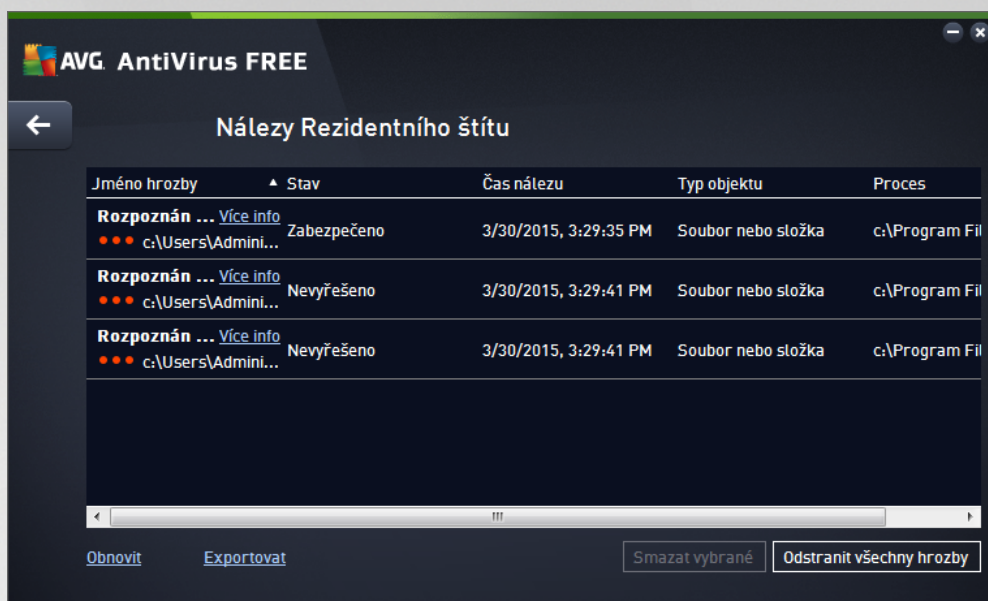 AVG. AntiVirus FREE
Nálezy Rezidentního štítu
Jméno hrozby Stav Čas nálezu Typ objektu Proces
Rozpoznán ... Více info
c:\Users\Admini... Zabezpečeno 3/30/2015, 3:29:35 PM Soubor nebo složka c:\Program Fil
Rozpoznán ... Více info
c:\Users\Admini... Nevyřešeno 3/30/2015, 3:29:41 PM Soubor nebo složka c:\Program Fil
Rozpoznán ... Více info
c:\Users\Admini... Nevyřešeno 3/30/2015, 3:29:41 PM Soubor nebo složka c:\Program Fil
Obnovit Exportovat Smazat vybrané Odstranit všechny hrozby